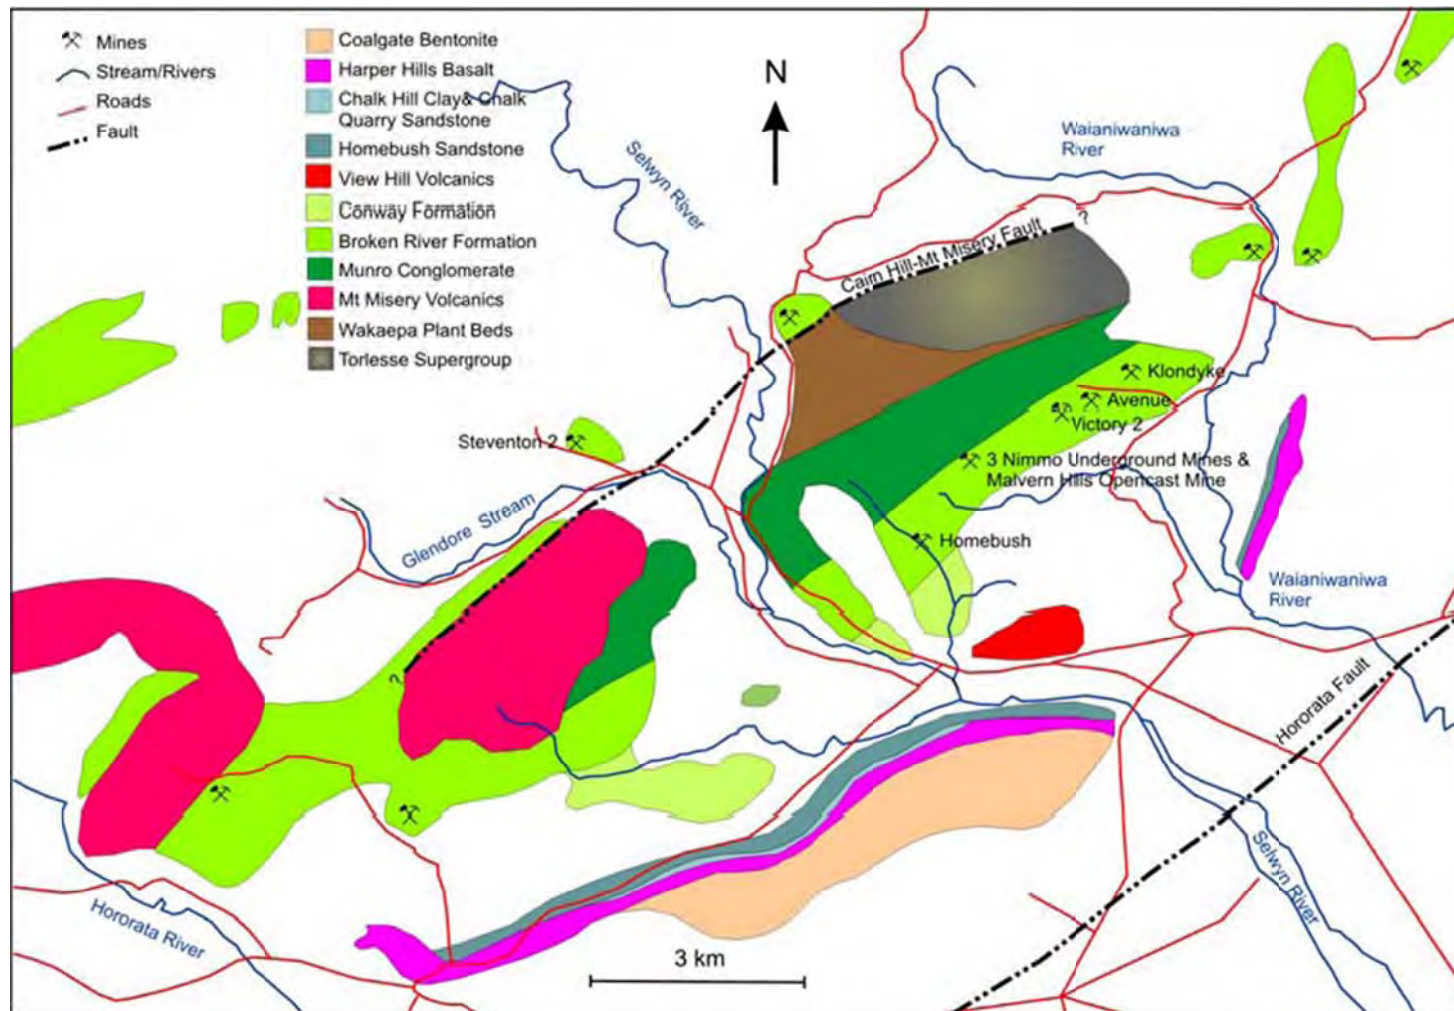 Mines
Stream/Rivers
Roads
Fault
Coalgate Bentonite
Harper Hills Basalt
Chalk Hill Clay& Chalk
Quarry Sandstone
Homebush Sandstone
View Hill Volcanics
Conway Formation
Broken River Formation
Munro Conglomerate
Mt Misery Volcanics
Wakaepa Plant Beds
Torlesse Supergroup
N
Selwyn River
Waianiwaniwa
River
Cairn Hill-Mt Misery Fault
?
Klondyke
Avenue
Victory 2
Steventon 2
3 Nimmo Underground Mines &
Malvern Hills Opencast Mine
Glendore Stream
Homebush
Waianiwaniwa
River
?
Hororata Fault
Selwyn River
Hororata River
3 km